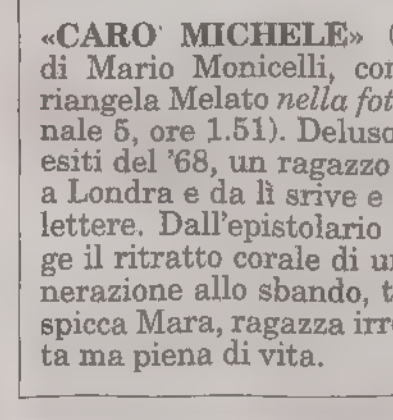 «CARO' MICHELE» (
di Mario Monicelli, con
riangela Melato nella fot
nale 5, ore 1.51). Deluso
esiti del '68, un ragazzo
a Londra e da lì srive e
lettere. Dall'epistolario
ge il ritratto corale di un
nerazione allo sbando, t
spicca Mara, ragazza irre
ta ma piena di vita.